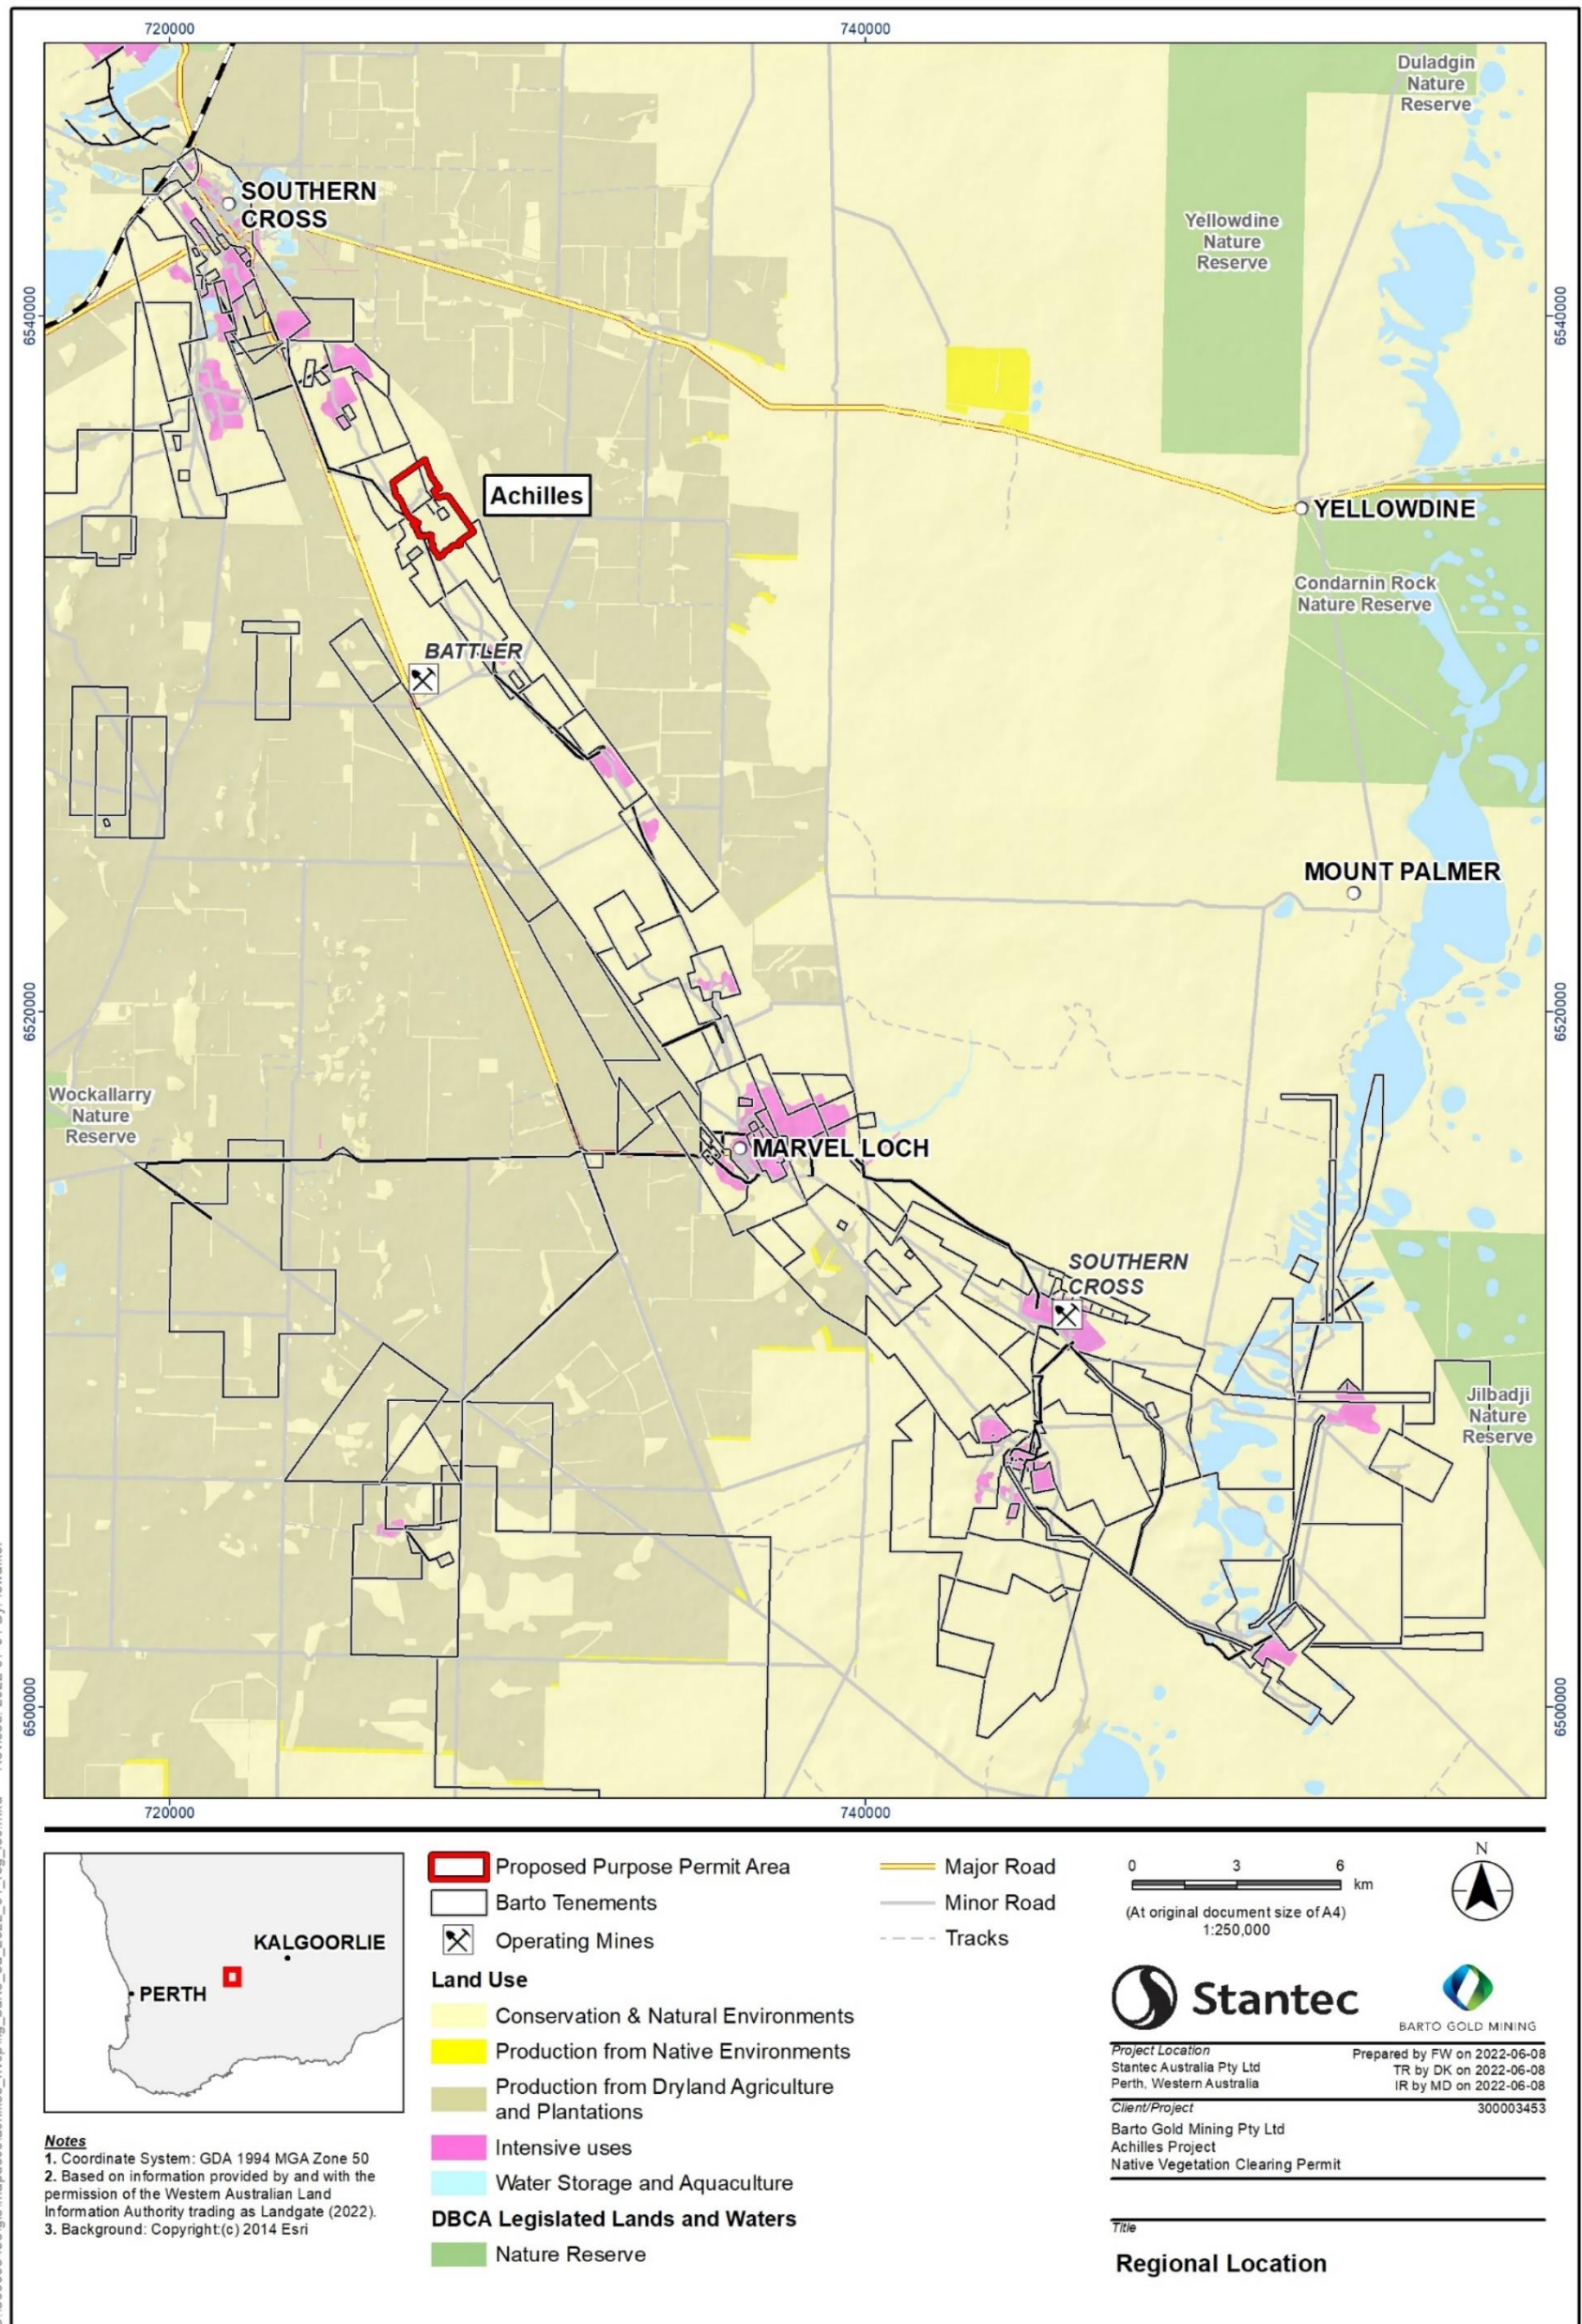 720000
740000
Duladgin
Nature
Reserve
SOUTHERN
CROSS
Yellowdine
Nature
Reserve
6540000
6540000
Achilles
YELLOWDINE
Condarnin Rock
Nature Reserve
BATTLER
MOUNT PALMER
6520000
6520000
Wockallarry
Nature
Reserve
MARVEL LOCH
SOUTHERN
CROSS
Jilbadji
Nature
Reserve
6500000
6500000
720000
740000
KALGOORLIE
PERTH
Notes
1. Coordinate System: GDA 1994 MGA Zone 50
2. Based on information provided by and with the
permission of the Western Australian Land
Information Authority trading as Landgate (2022).
3. Background: Copyright:(c) 2014 Esri
Proposed Purpose Permit Area
Barto Tenements
Operating Mines
Land Use
Conservation & Natural Environments
Production from Native Environments
Production from Dryland Agriculture
and Plantations
Intensive uses
Water Storage and Aquaculture
DBCA Legislated Lands and Waters
Nature Reserve
Major Road
Minor Road
Tracks
0 3 6
km
(At original document size of A4)
1:250,000
N
Stantec
BARTO GOLD MINING
Project Location
Stantec Australia Pty Ltd
Perth, Western Australia
Prepared by FW on 2022-06-08
TR by DK on 2022-06-08
IR by MD on 2022-06-08
Client/Project 300003453
Barto Gold Mining Pty Ltd
Achilles Project
Native Vegetation Clearing Permit
Title
Regional Location